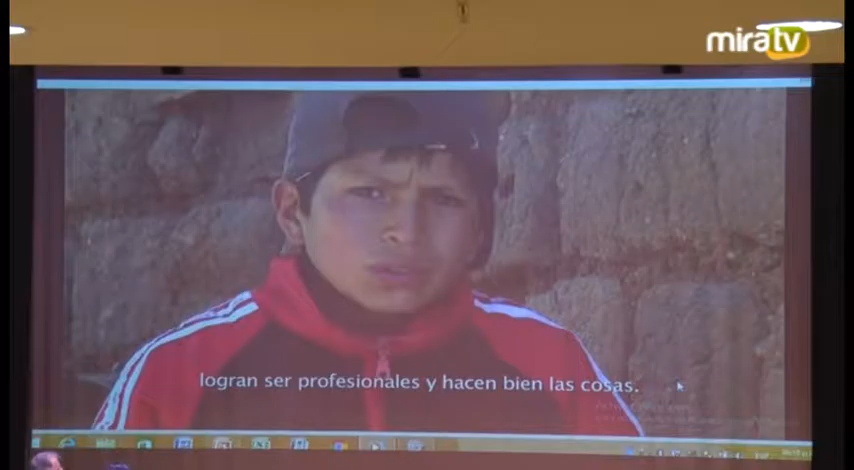 miratv
logran ser profesionales y hacen bien las cosas.